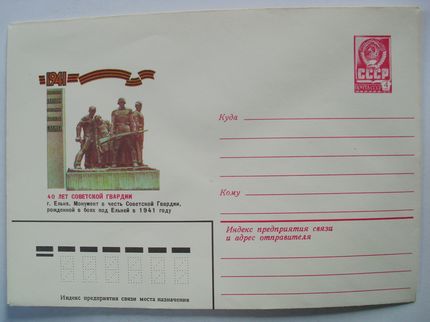 1941
СССР
Куда
40 ЛЕТ СОВЕТСКОЙ ГВАРДИИ
г. Ельня. Монумент в честь Советской Гвардии,
рожденной в боях под Ельней в 1941 году
Кому
Индекс предприятия связи
и адрес отправителя
Индекс предприятия связи места назначения